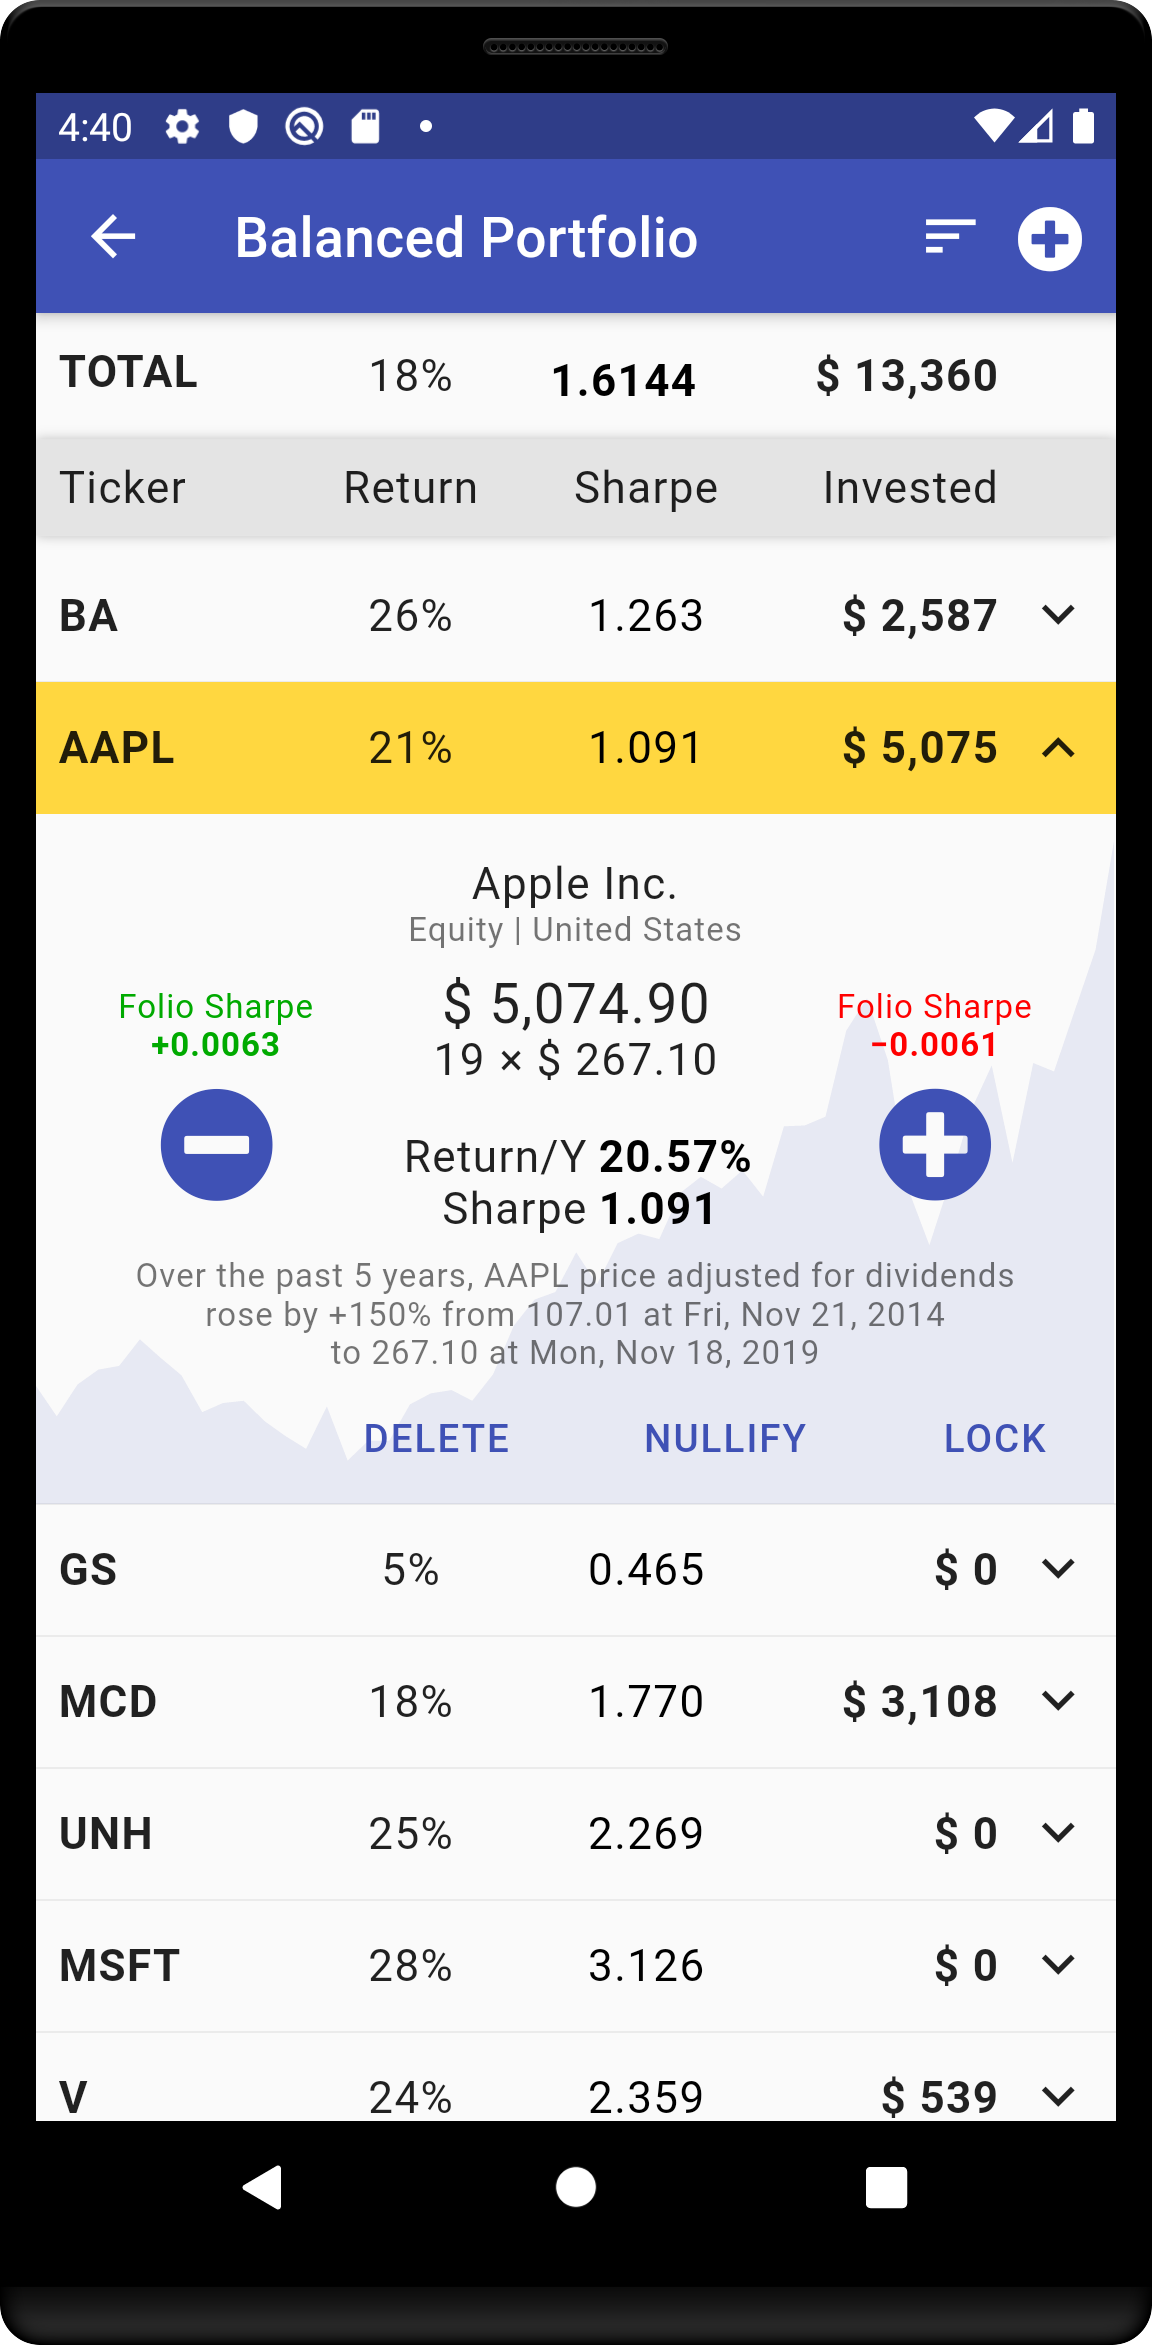 4:40
Balanced Portfolio
TOTAL 18% 1.6144 $ 13,360
Ticker Return Sharpe Invested
BA 26% 1.263 $ 2,587
AAPL 21% 1.091 $ 5,075
Apple Inc.
Equity | United States
Folio Sharpe $ 5,074.90 Folio Sharpe
+0.0063 19 × $ 267.10 −0.0061
Return/Y 20.57%
Sharpe 1.091
Over the past 5 years, AAPL price adjusted for dividends
rose by +150% from 107.01 at Fri, Nov 21, 2014
to 267.10 at Mon, Nov 18, 2019
DELETE NULLIFY LOCK
GS 5% 0.465 $ 0
MCD 18% 1.770 $ 3,108
UNH 25% 2.269 $ 0
MSFT 28% 3.126 $ 0
V 24% 2.359 $ 539